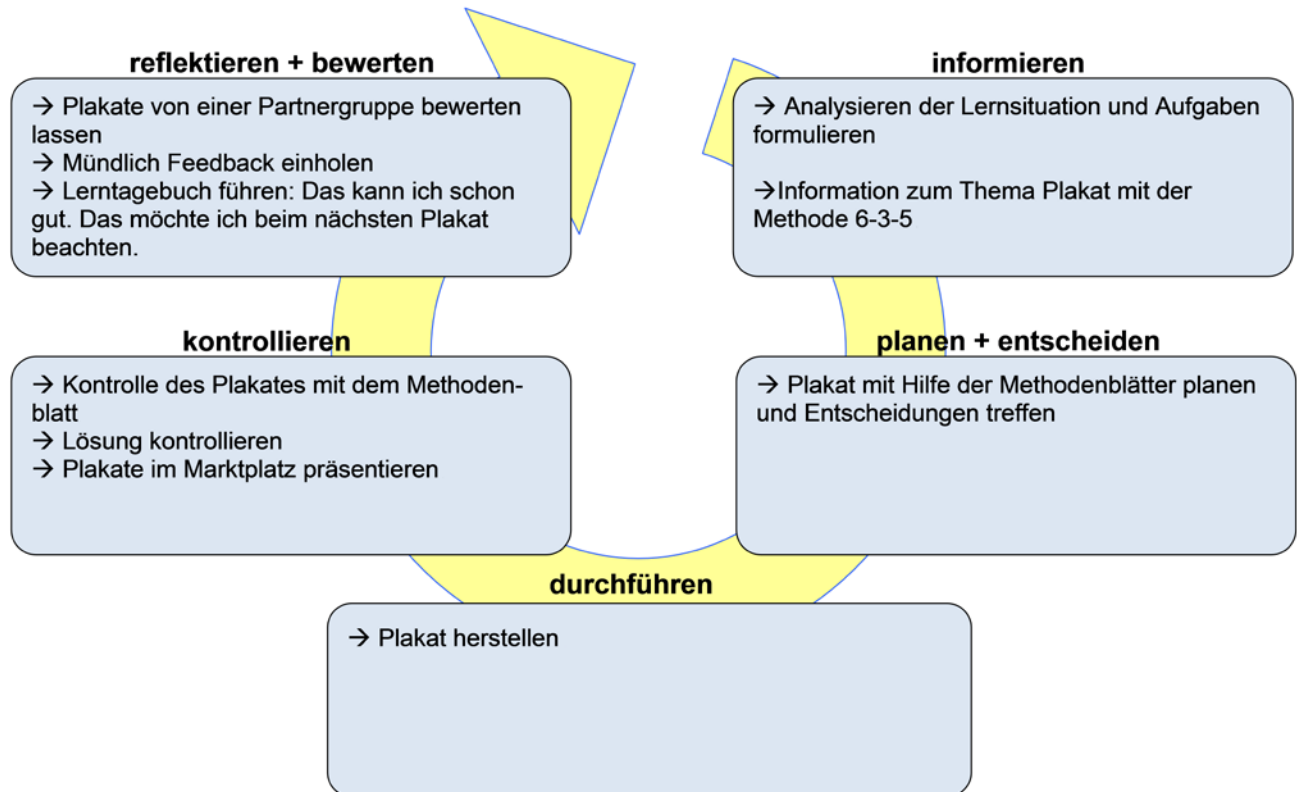 reflektieren + bewerten
→ Plakate von einer Partnergruppe bewerten
lassen
→ Mündlich Feedback einholen
→ Lerntagebuch führen: Das kann ich schon
gut. Das möchte ich beim nächsten Plakat
beachten.
informieren
→ Analysieren der Lernsituation und Aufgaben
formulieren
→Information zum Thema Plakat mit der
Methode 6-3-5
kontrollieren
→ Kontrolle des Plakates mit dem Methoden-
blatt
→ Lösung kontrollieren
→ Plakate im Marktplatz präsentieren
planen + entscheiden
→ Plakat mit Hilfe der Methodenblätter planen
und Entscheidungen treffen
durchführen
→ Plakat herstellen